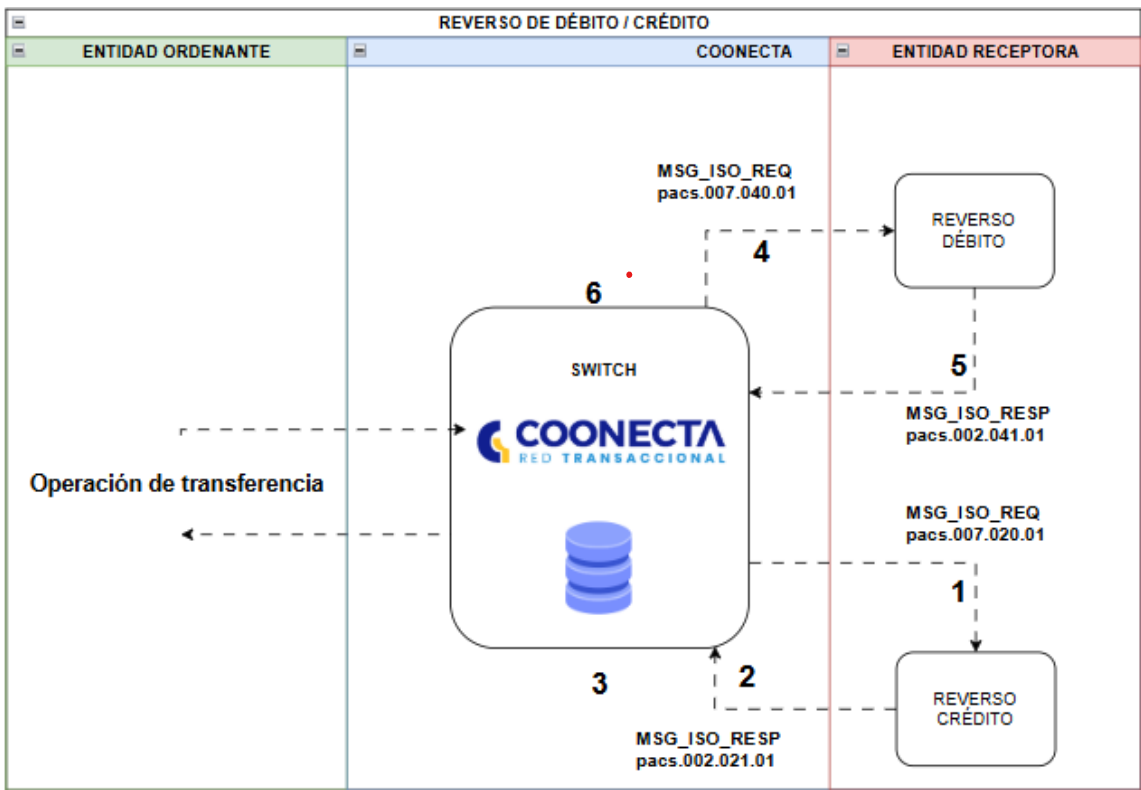 REVERSO DE DÉBITO / CRÉDITO
ENTIDAD ORDENANTE
COONECTA
ENTIDAD RECEPTORA
MSG_ISO_REQ
pacs.007.040.01
4
REVERSO
DÉBITO
6
SWITCH
COONECTA
RED TRANSACCIONAL
5
MSG_ISO_RESP
pacs.002.041.01
Operación de transferencia
MSG_ISO_REQ
pacs.007.020.01
1
3
2
REVERSO
CRÉDITO
MSG_ISO_RESP
pacs.002.021.01